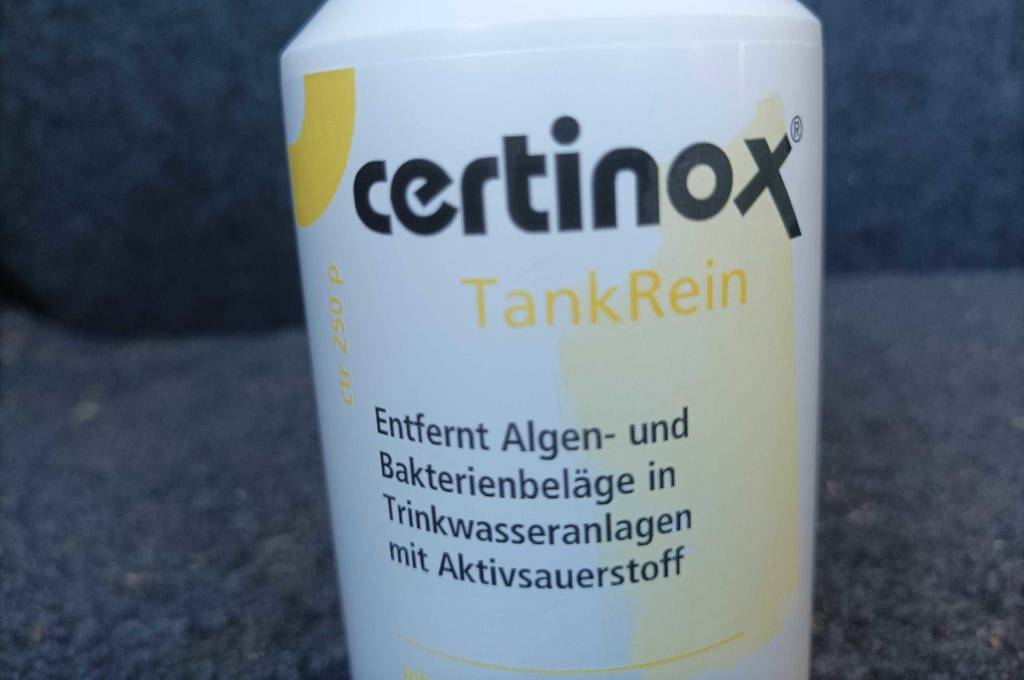 certinox®
TankRein
ctr 250 P
Entfernt Algen- und
Bakterienbeläge in
Trinkwasseranlagen
mit Aktivsauerstoff